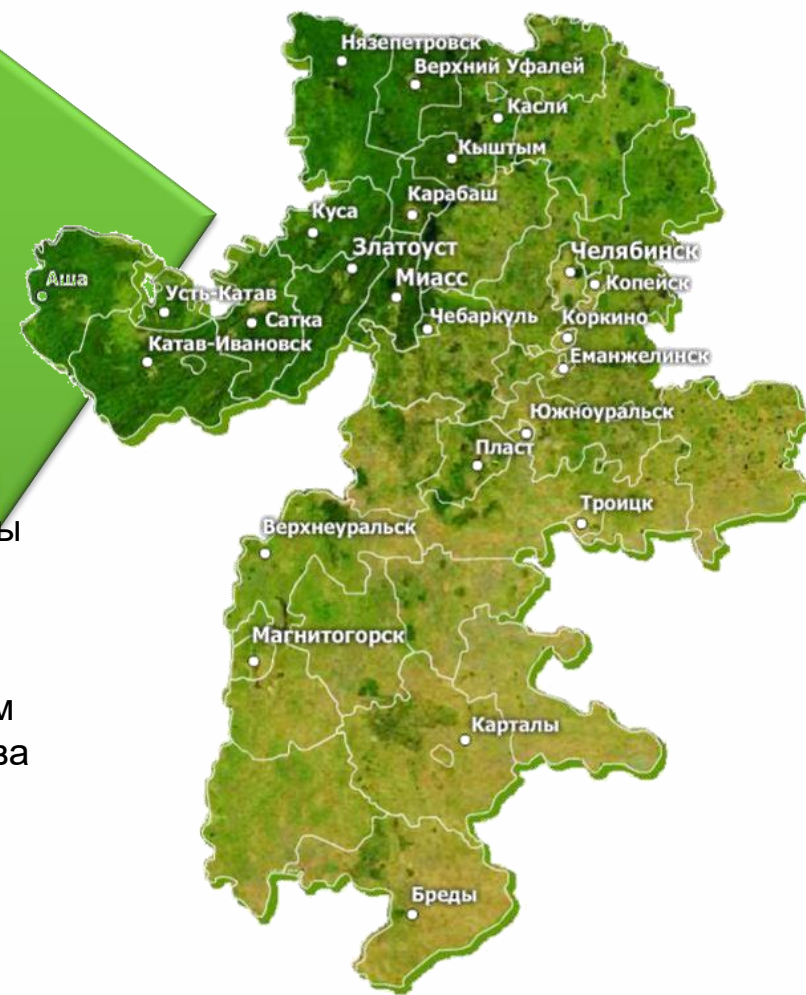 Нязепетровск
Верхний Уфалей
Касли
Кыштым
Карабаш
Куса
Златоуст
Челябинск
Аша
Миасс
Копейск
Усть-Катав
Сатка
Чебаркуль
Коркино
Катав-Ивановск
Еманжелинск
Южноуральск
Пласт
Троицк
ы
Верхнеуральск
Магнитогорск
м
ва
Карталы
Бреды